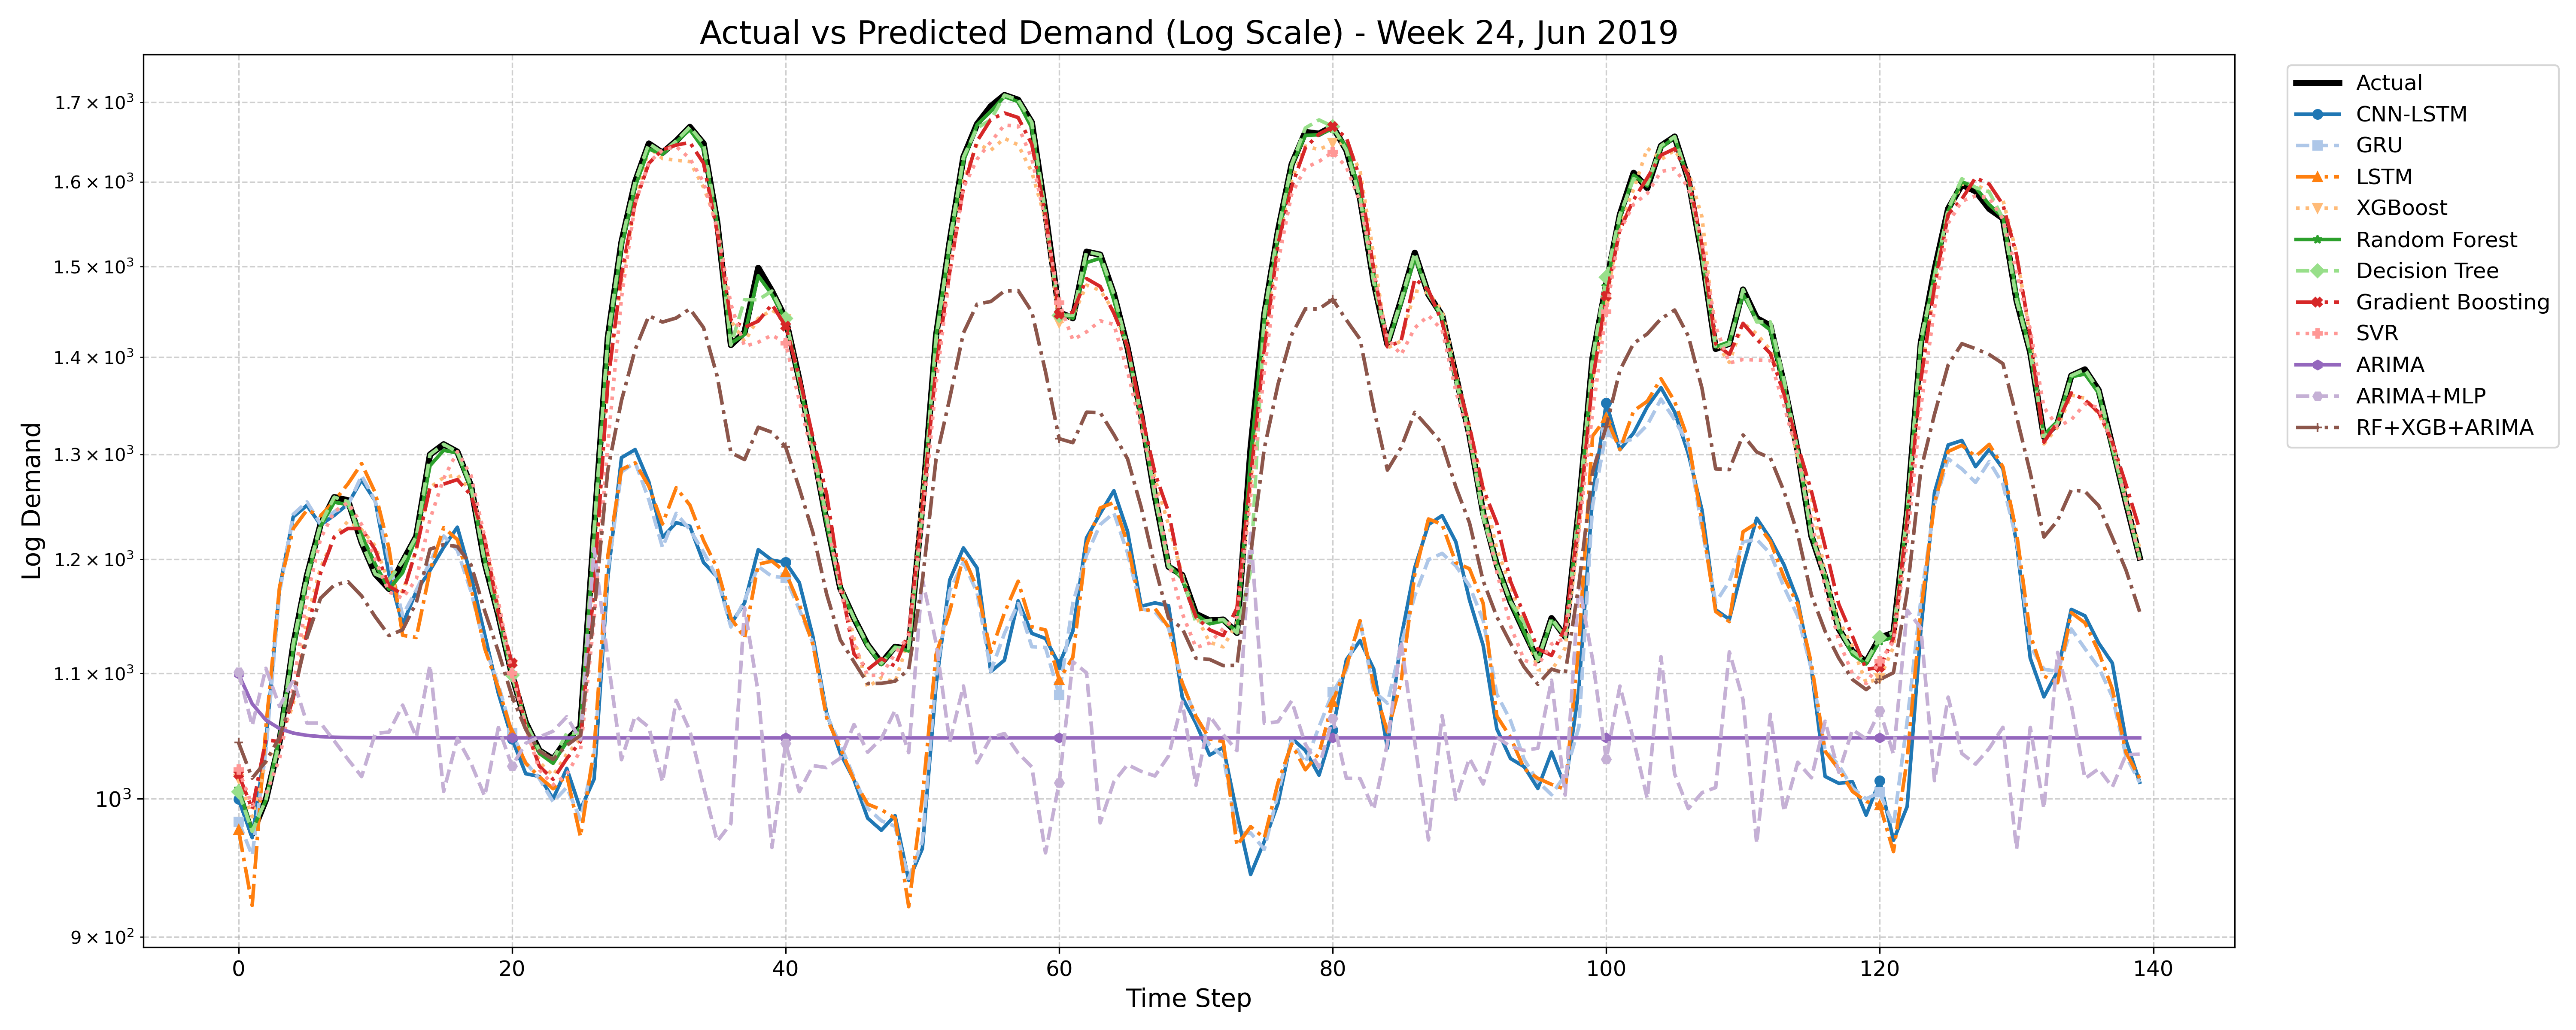 Actual vs Predicted Demand (Log Scale) - Week 24, Jun 2019
Log Demand
1.7 × 10³
1.6 × 10³
1.5 × 10³
1.4 × 10³
1.3 × 10³
1.2 × 10³
1.1 × 10³
10³
9 × 10²
0 20 40 60 80 100 120 140
Time Step
Actual
CNN-LSTM
GRU
LSTM
XGBoost
Random Forest
Decision Tree
Gradient Boosting
SVR
ARIMA
ARIMA+MLP
RF+XGB+ARIMA